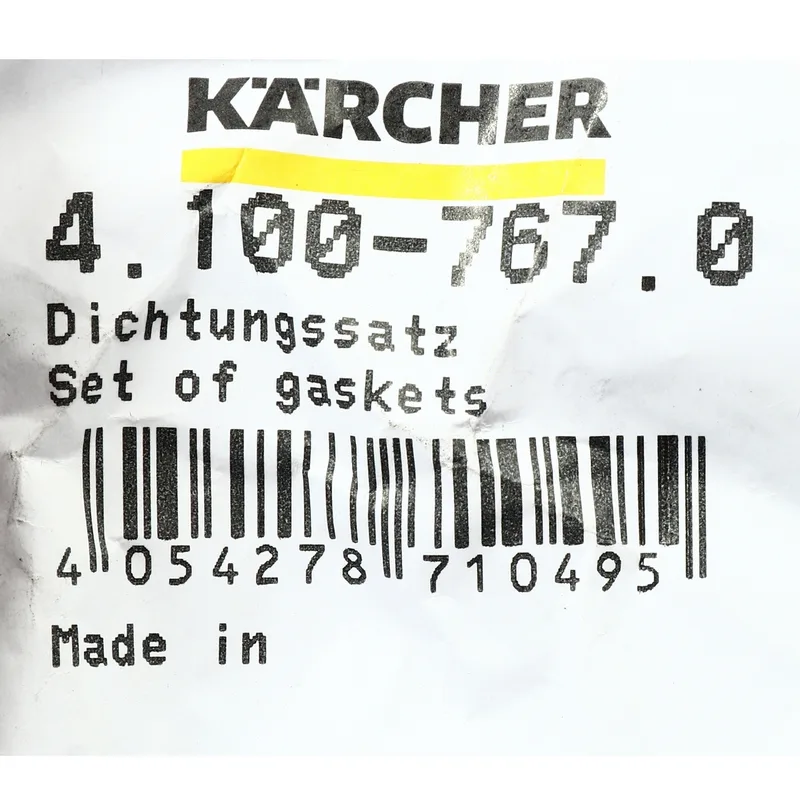 KÄRCHER
4.100-767.0
Dichtungssatz
Set of gaskets
4 054278 710495
Made in